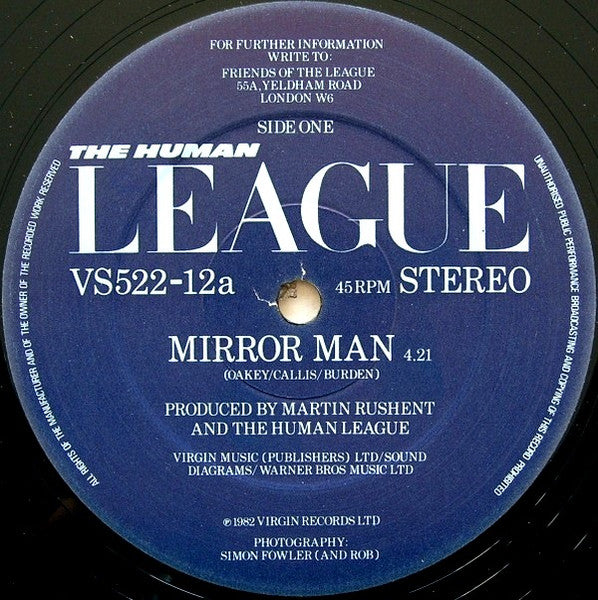 FOR FURTHER INFORMATION
WRITE TO:
FRIENDS OF THE LEAGUE
55A, YELDHAM ROAD
LONDON W6
SIDE ONE
THE HUMAN
LEAGUE
VS522-12a
45RPM STEREO
MIRROR MAN 4.21
(OAKEY/CALLIS/BURDEN)
PRODUCED BY MARTIN RUSHENT
AND THE HUMAN LEAGUE
VIRGIN MUSIC (PUBLISHERS) LTD/SOUND
DIAGRAMS/WARNER BROS MUSIC LTD
℗ 1982 VIRGIN RECORDS LTD
PHOTOGRAPHY:
SIMON FOWLER (AND ROB)
ALL RIGHTS OF THE MANUFACTURER AND OF THE OWNER OF THE RECORDED WORK RESERVED
UNAUTHORISED PUBLIC PERFORMANCE BROADCASTING AND COPYING OF THIS RECORD PROHIBITED